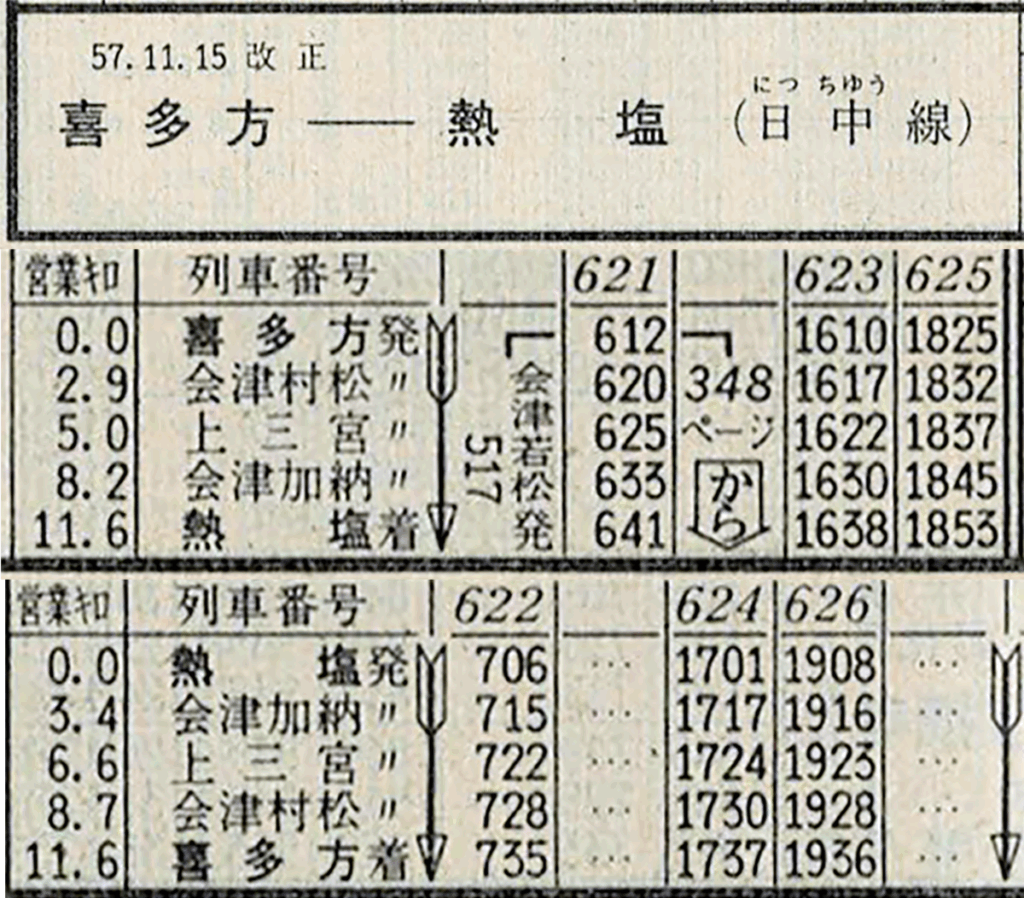 57.11.15 改 正
にっ ちゆう
喜 多 方 ―― 熱 塩 (日 中 線)
営業キロ 列車番号 621 623 625
0.0 喜 多 方 発 612 1610 1825
2.9 会津村松 〃 会津若松発 517 620 348 1617 1832
5.0 上 三 宮 〃 625 ページ 1622 1837
8.2 会津加納 〃 633 から 1630 1845
11.6 熱 塩 着 641 1638 1853
営業キロ 列車番号 622 624 626
0.0 熱 塩 発 706 … 1701 1908 …
3.4 会津加納 〃 715 … 1717 1916 …
6.6 上 三 宮 〃 722 … 1724 1923 …
8.7 会津村松 〃 728 … 1730 1928 …
11.6 喜 多 方 着 735 … 1737 1936 …